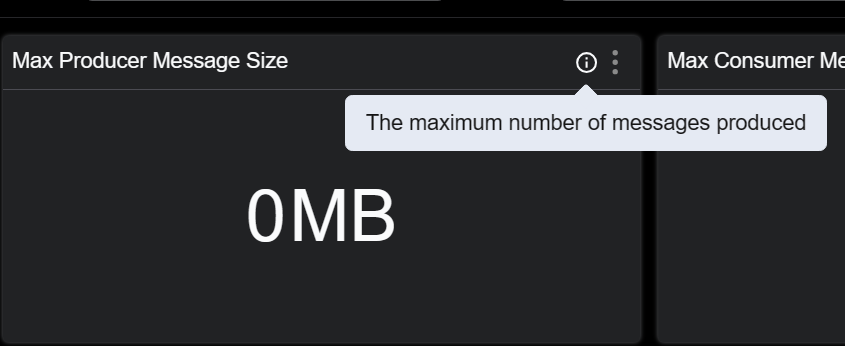 Max Producer Message Size
Max Consumer Me
The maximum number of messages produced
0MB